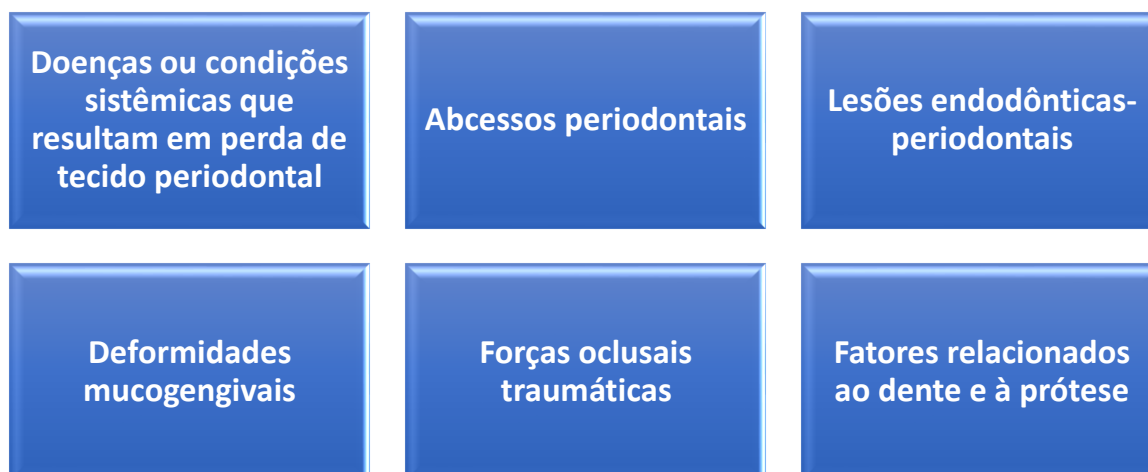 Doenças ou condições
sistêmicas que
resultam em perda de
tecido periodontal
Abcessos periodontais
Lesões endodônticas-
periodontais
Deformidades
mucogengivais
Forças oclusais
traumáticas
Fatores relacionados
ao dente e à prótese